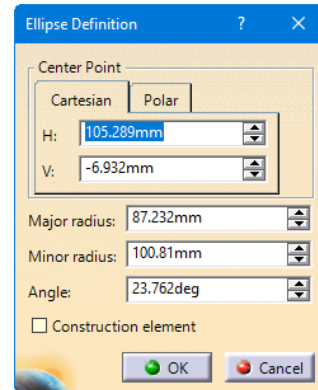 Ellipse Definition ? ×
Center Point
Cartesian Polar
H: 105.289mm
V: -6.932mm
Major radius: 87.232mm
Minor radius: 100.81mm
Angle: 23.762deg
Construction element
OK Cancel